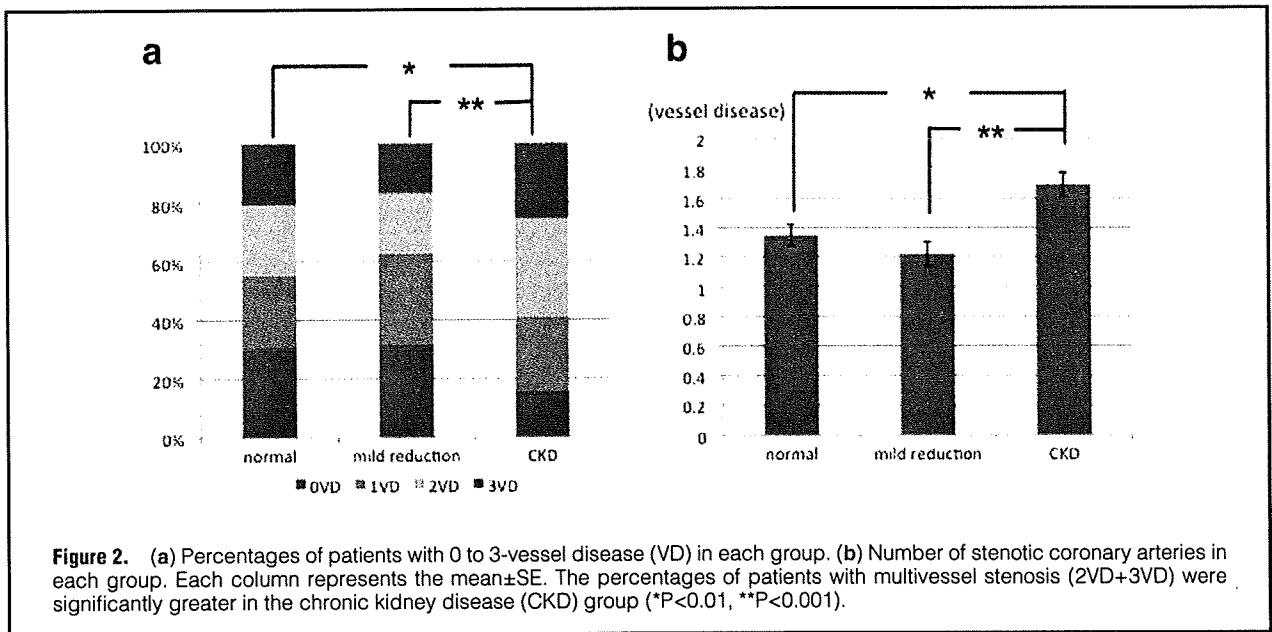 a
*
**
100%
80%
60%
40%
20%
0%
normal mild reduction CKD
0VD 1VD 2VD 3VD
b
(vessel disease)
*
**
2
1.8
1.6
1.4
1.2
1
0.8
0.6
0.4
0.2
0
normal mild reduction CKD
Figure 2. (a) Percentages of patients with 0 to 3-vessel disease (VD) in each group. (b) Number of stenotic coronary arteries in
each group. Each column represents the mean±SE. The percentages of patients with multivessel stenosis (2VD+3VD) were
significantly greater in the chronic kidney disease (CKD) group (*P<0.01, **P<0.001).